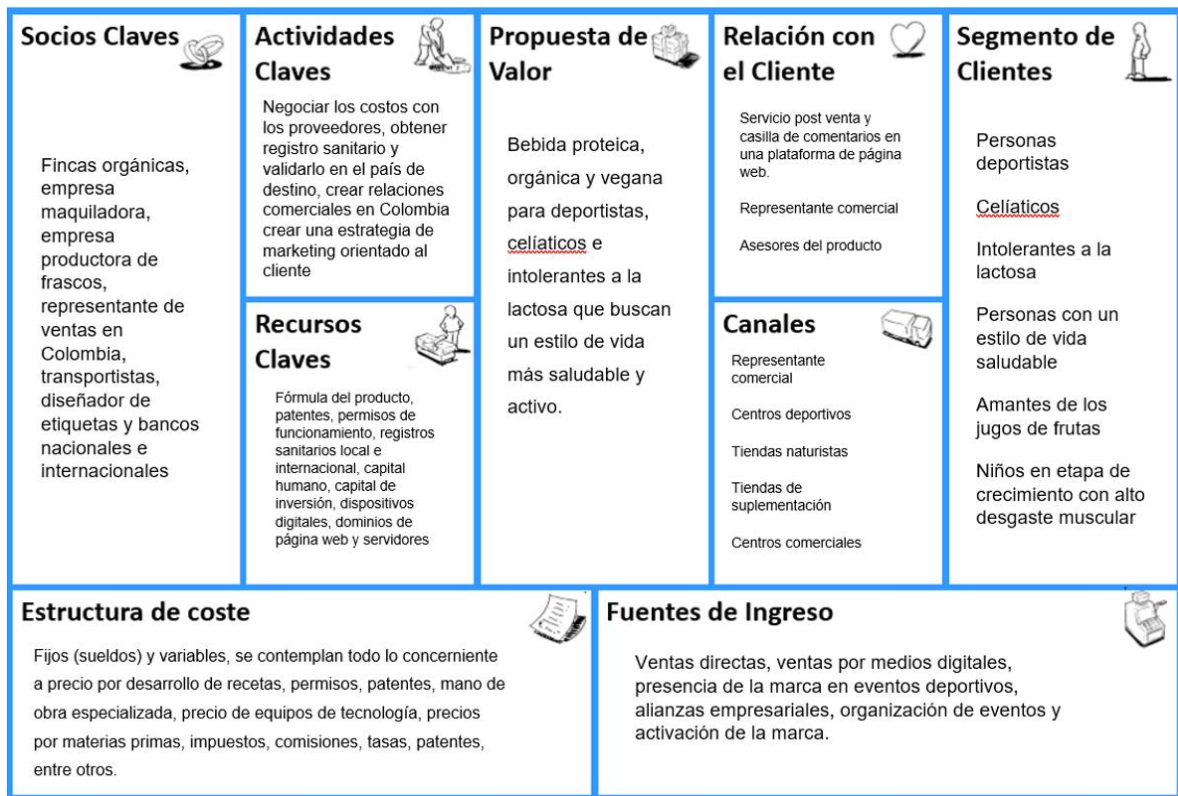 Socios Claves
Fincas orgánicas,
empresa
maquiladora,
empresa
productora de
frascos,
representante de
ventas en
Colombia,
transportistas,
diseñador de
etiquetas y bancos
nacionales e
internacionales
Actividades
Claves
Negociar los costos con
los proveedores, obtener
registro sanitario y
validarlo en el país de
destino, crear relaciones
comerciales en Colombia
crear una estrategia de
marketing orientado al
cliente
Recursos
Claves
Fórmula del producto,
patentes, permisos de
funcionamiento, registros
sanitarios local e
internacional, capital
humano, capital de
inversión, dispositivos
digitales, dominios de
página web y servidores
Propuesta de
Valor
Bebida proteica,
orgánica y vegana
para deportistas,
celíaticos e
intolerantes a la
lactosa que buscan
un estilo de vida
más saludable y
activo.
Relación con
el Cliente
Servicio post venta y
casilla de comentarios en
una plataforma de página
web.
Representante comercial
Asesores del producto
Canales
Representante
comercial
Centros deportivos
Tiendas naturistas
Tiendas de
suplementación
Centros comerciales
Segmento de
Clientes
Personas
deportistas
Celíaticos
Intolerantes a la
lactosa
Personas con un
estilo de vida
saludable
Amantes de los
jugos de frutas
Niños en etapa de
crecimiento con alto
desgaste muscular
Estructura de coste
Fijos (sueldos) y variables, se contemplan todo lo concerniente
a precio por desarrollo de recetas, permisos, patentes, mano de
obra especializada, precio de equipos de tecnología, precios
por materias primas, impuestos, comisiones, tasas, patentes,
entre otros.
Fuentes de Ingreso
Ventas directas, ventas por medios digitales,
presencia de la marca en eventos deportivos,
alianzas empresariales, organización de eventos y
activación de la marca.